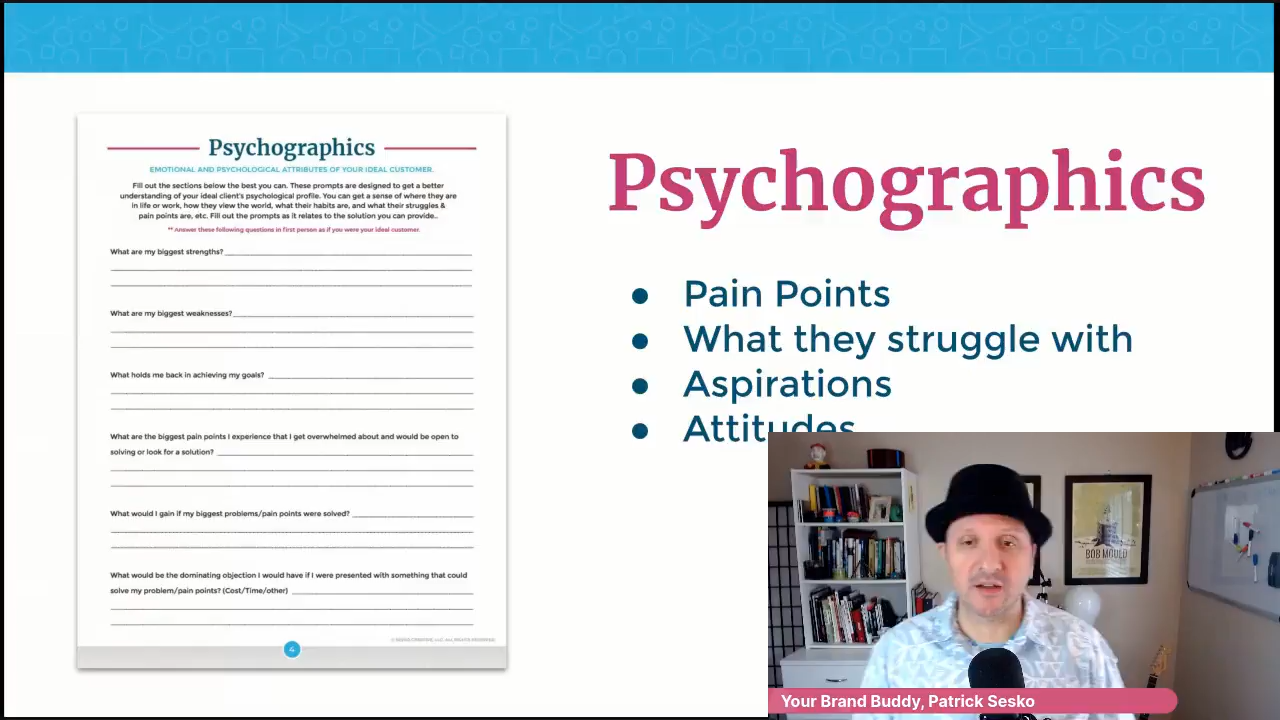 Psychographics
EMOTIONAL AND PSYCHOLOGICAL ATTRIBUTES OF YOUR IDEAL CUSTOMER.
Fill out the sections below the best you can. These prompts are designed to get a better
understanding of your ideal client's psychological profile. You can get a sense of where they are
in life or work, how they view the world, what their habits are, and what their struggles &
pain points are, etc. Fill out the prompts as it relates to the solution you can provide..
** Answer these following questions in first person as if you were your ideal customer.
What are my biggest strengths?
What are my biggest weaknesses?
What holds me back in achieving my goals?
What are the biggest pain points I experience that I get overwhelmed about and would be open to
solving or look for a solution?
What would I gain if my biggest problems/pain points were solved?
What would be the dominating objection I would have if I were presented with something that could
solve my problem/pain points? (Cost/Time/other)
4
Psychographics
● Pain Points
● What they struggle with
● Aspirations
● Attitudes
BOB MOULD
Your Brand Buddy, Patrick Sesko